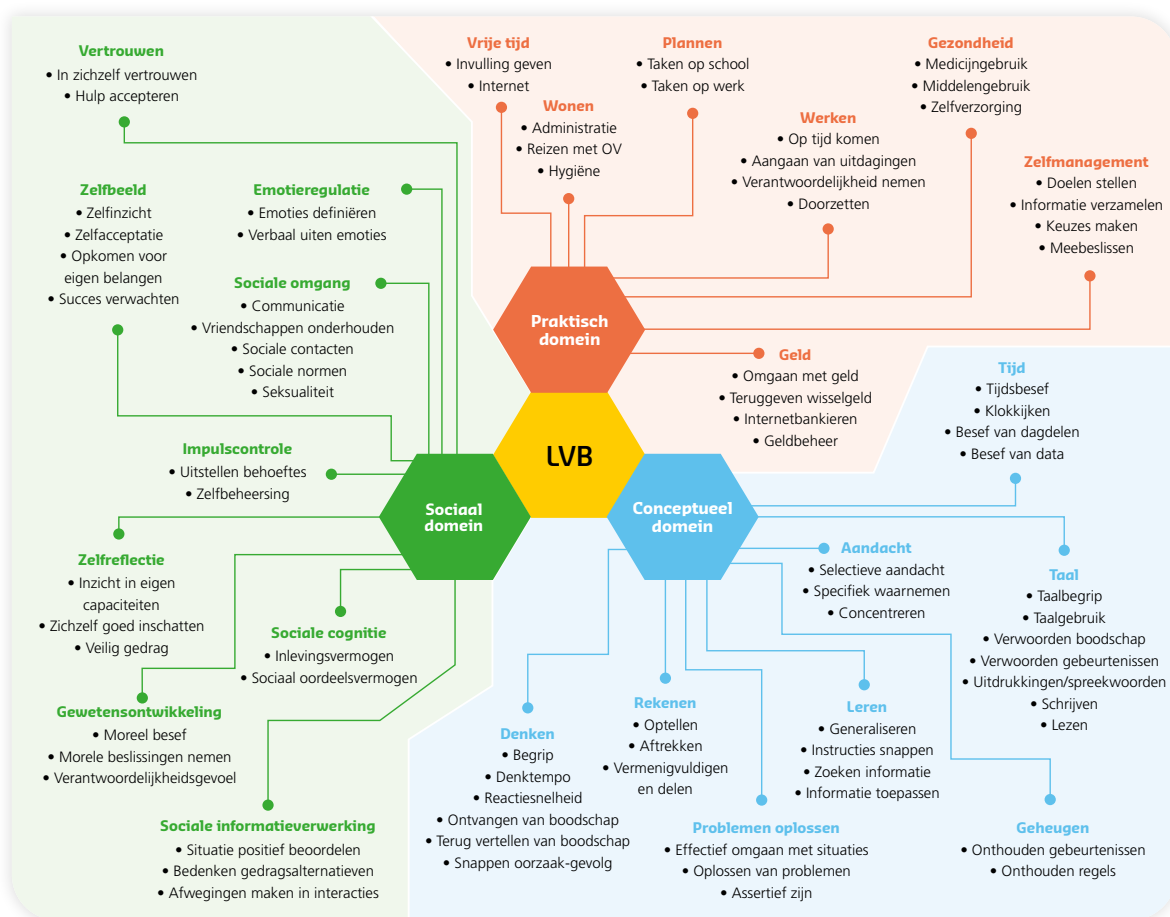 Vertrouwen
• In zichzelf vertrouwen
• Hulp accepteren
Zelfbeeld
• Zelfinzicht
• Zelfacceptatie
• Opkomen voor
eigen belangen
• Succes verwachten
Emotieregulatie
• Emoties definiëren
• Verbaal uiten emoties
Sociale omgang
• Communicatie
• Vriendschappen onderhouden
• Sociale contacten
• Sociale normen
• Seksualiteit
Impulscontrole
• Uitstellen behoeftes
• Zelfbeheersing
Zelfreflectie
• Inzicht in eigen
capaciteiten
• Zichzelf goed inschatten
• Veilig gedrag
Sociale cognitie
• Inlevingsvermogen
• Sociaal oordeelsvermogen
Gewetensontwikkeling
• Moreel besef
• Morele beslissingen nemen
• Verantwoordelijkheidsgevoel
Sociale informatieverwerking
• Situatie positief beoordelen
• Bedenken gedragsalternatieven
• Afwegingen maken in interacties
Sociaal
domein
LVB
Praktisch
domein
Vrije tijd
• Invulling geven
• Internet
Wonen
• Administratie
• Reizen met OV
• Hygiëne
Plannen
• Taken op school
• Taken op werk
Werken
• Op tijd komen
• Aangaan van uitdagingen
• Verantwoordelijkheid nemen
• Doorzetten
Gezondheid
• Medicijngebruik
• Middelengebruik
• Zelfverzorging
Zelfmanagement
• Doelen stellen
• Informatie verzamelen
• Keuzes maken
• Meebeslissen
Geld
• Omgaan met geld
• Teruggeven wisselgeld
• Internetbankieren
• Geldbeheer
Conceptueel
domein
Tijd
• Tijdsbesef
• Klokkijken
• Besef van dagdelen
• Besef van data
Aandacht
• Selectieve aandacht
• Specifiek waarnemen
• Concentreren
Taal
• Taalbegrip
• Taalgebruik
• Verwoorden boodschap
• Verwoorden gebeurtenissen
• Uitdrukkingen/spreekwoorden
• Schrijven
• Lezen
Denken
• Begrip
• Denktempo
• Reactiesnelheid
• Ontvangen van boodschap
• Terug vertellen van boodschap
• Snappen oorzaak-gevolg
Rekenen
• Optellen
• Aftrekken
• Vermenigvuldigen
en delen
Leren
• Generaliseren
• Instructies snappen
• Zoeken informatie
• Informatie toepassen
Problemen oplossen
• Effectief omgaan met situaties
• Oplossen van problemen
• Assertief zijn
Geheugen
• Onthouden gebeurtenissen
• Onthouden regels